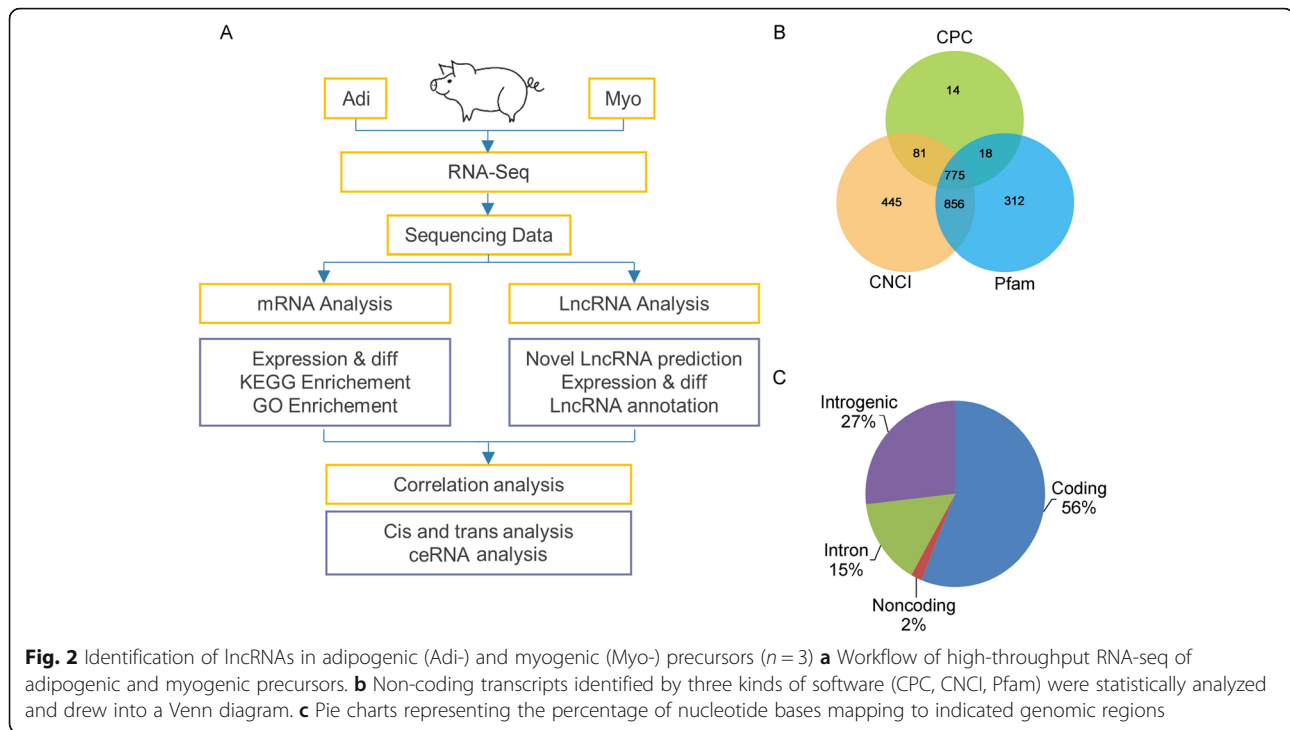 A
Adi
Myo
RNA-Seq
Sequencing Data
mRNA Analysis
LncRNA Analysis
Expression & diff
KEGG Enrichement
GO Enrichement
Novel LncRNA prediction
Expression & diff
LncRNA annotation
Correlation analysis
Cis and trans analysis
ceRNA analysis
B
CPC
14
81
18
775
445
856
312
CNCI
Pfam
C
Introgenic
27%
Coding
56%
Intron
15%
Noncoding
2%
Fig. 2 Identification of lncRNAs in adipogenic (Adi-) and myogenic (Myo-) precursors (n = 3) a Workflow of high-throughput RNA-seq of
adipogenic and myogenic precursors. b Non-coding transcripts identified by three kinds of software (CPC, CNCI, Pfam) were statistically analyzed
and drew into a Venn diagram. c Pie charts representing the percentage of nucleotide bases mapping to indicated genomic regions